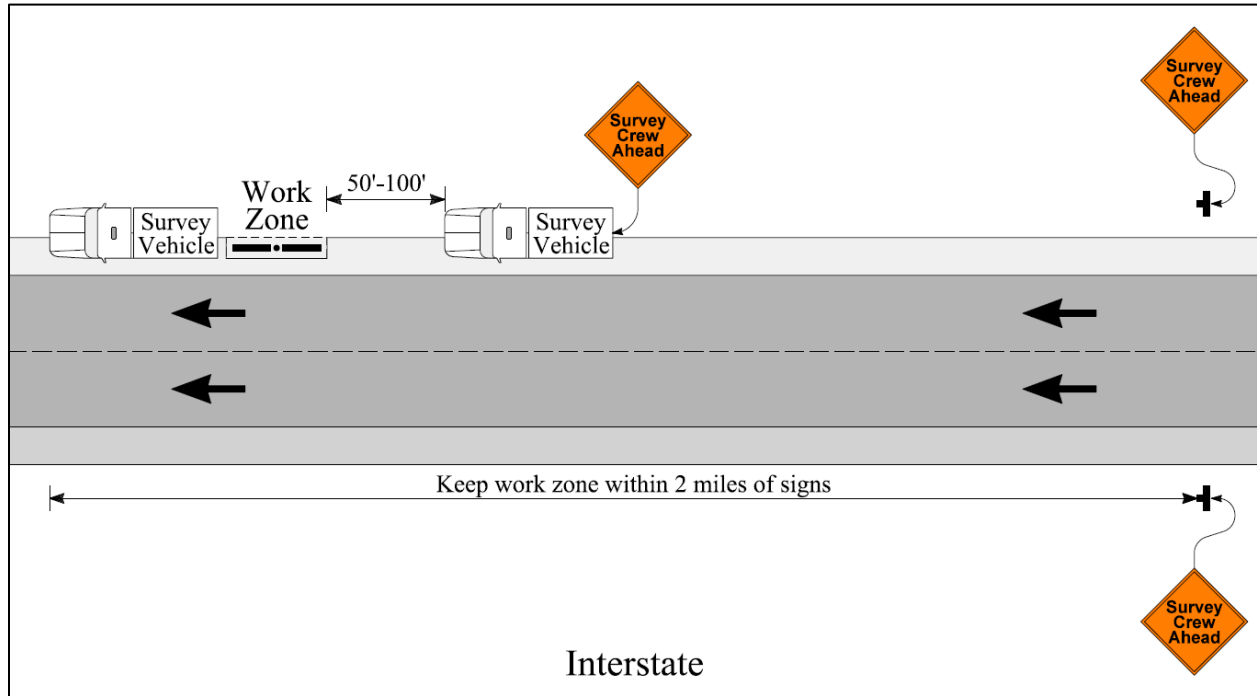 Survey
Crew
Ahead
Survey
Crew
Ahead
50'-100'
Work
Zone
Survey
Vehicle
Survey
Vehicle
Keep work zone within 2 miles of signs
Survey
Crew
Ahead
Interstate